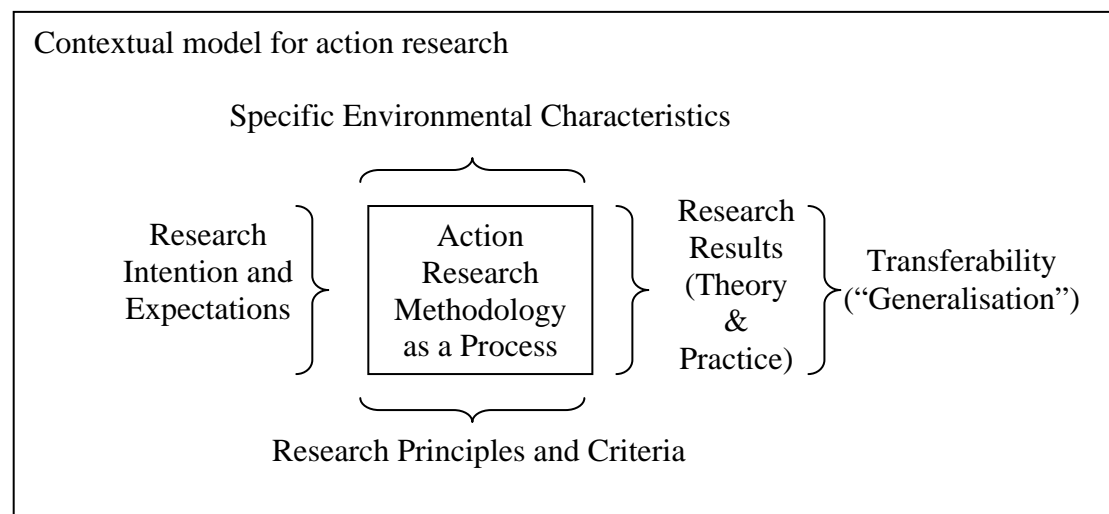 Contextual model for action research
Specific Environmental Characteristics
Research
Intention and
Expectations
Action
Research
Methodology
as a Process
Research
Results
(Theory
&
Practice)
Transferability
(“Generalisation”)
Research Principles and Criteria